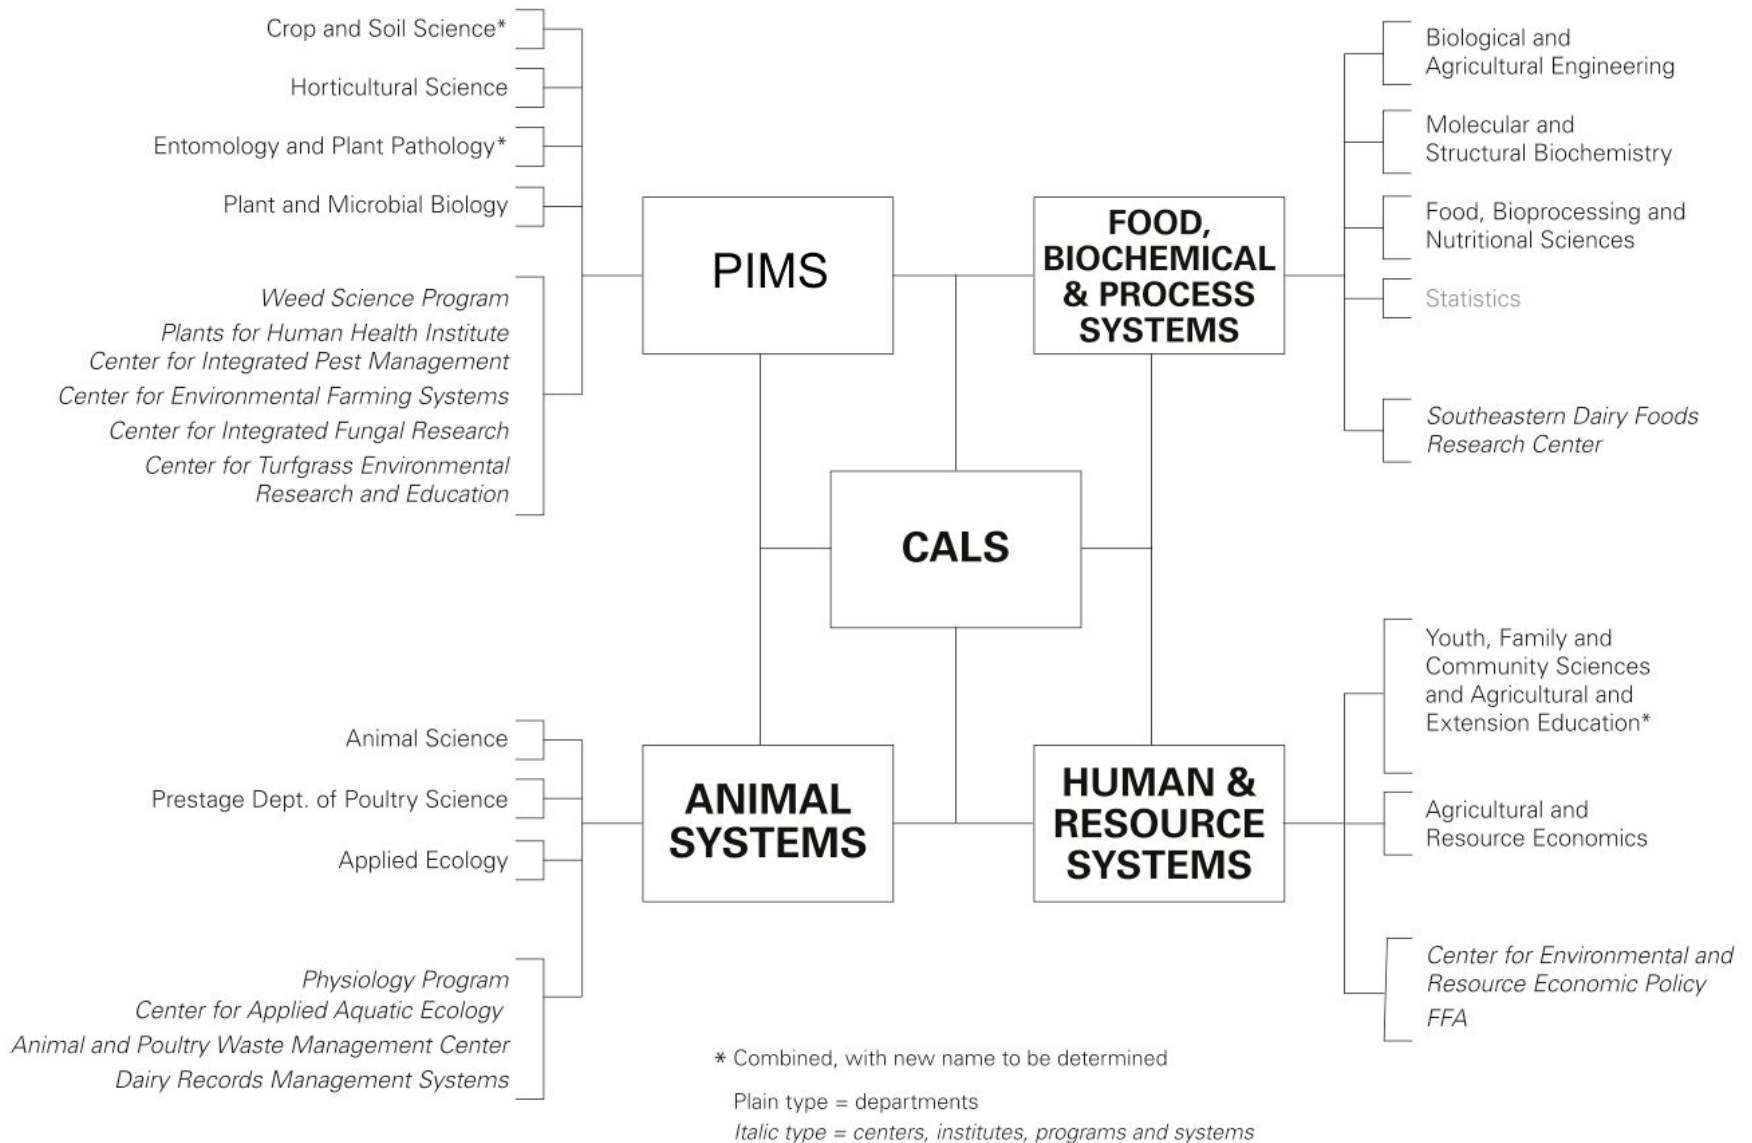 Crop and Soil Science*
Horticultural Science
Entomology and Plant Pathology*
Plant and Microbial Biology
Weed Science Program
Plants for Human Health Institute
Center for Integrated Pest Management
Center for Environmental Farming Systems
Center for Integrated Fungal Research
Center for Turfgrass Environmental
Research and Education
PIMS
FOOD,
BIOCHEMICAL
& PROCESS
SYSTEMS
Biological and
Agricultural Engineering
Molecular and
Structural Biochemistry
Food, Bioprocessing and
Nutritional Sciences
Statistics
Southeastern Dairy Foods
Research Center
CALS
Animal Science
Prestage Dept. of Poultry Science
Applied Ecology
Physiology Program
Center for Applied Aquatic Ecology
Animal and Poultry Waste Management Center
Dairy Records Management Systems
ANIMAL
SYSTEMS
HUMAN &
RESOURCE
SYSTEMS
Youth, Family and
Community Sciences
and Agricultural and
Extension Education*
Agricultural and
Resource Economics
Center for Environmental and
Resource Economic Policy
FFA
* Combined, with new name to be determined
Plain type = departments
Italic type = centers, institutes, programs and systems